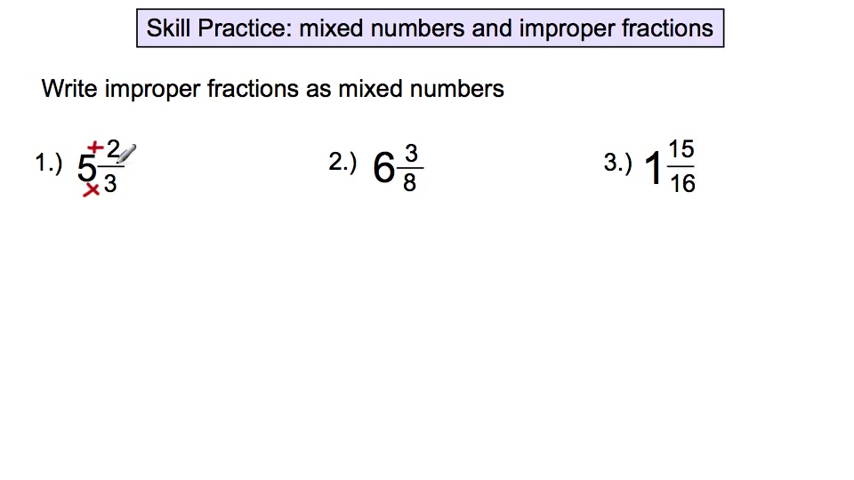 Skill Practice: mixed numbers and improper fractions
Write improper fractions as mixed numbers
1.) 5 + 2/3 × 2.) 6 3/8 3.) 1 15/16